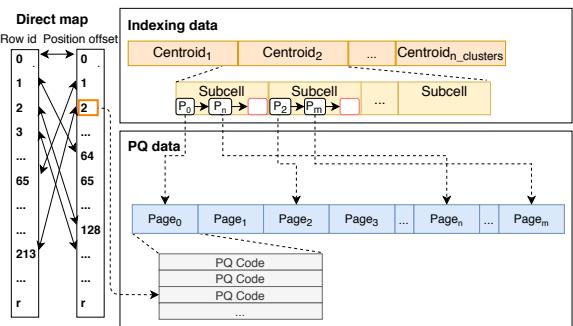 Direct map
Row id Position offset
0 0
1 1
2 2
3 ...
... 64
65 65
... ...
... 128
213 ...
... ...
r r
Indexing data
Centroid1 Centroid2 ... Centroidn_clusters
Subcell Subcell ... Subcell
P0 Pn P2 Pm
PQ data
Page0 Page1 Page2 Page3 ... Pagen ... Pagem
PQ Code
PQ Code
PQ Code
...